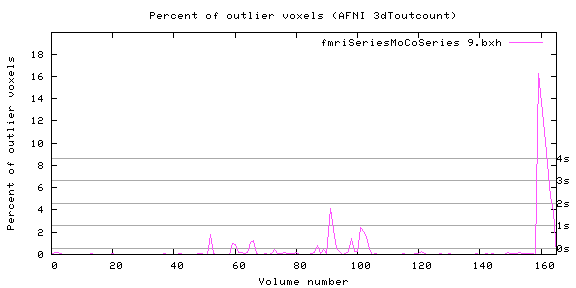 Percent of outlier voxels (AFNI 3dToutcount)
fmriSeriesMoCoSeries 9.bxh
Percent of outlier voxels
18
16
14
12
10
8
6
4
2
0
4s
3s
2s
1s
0s
0 20 40 60 80 100 120 140 160
Volume number